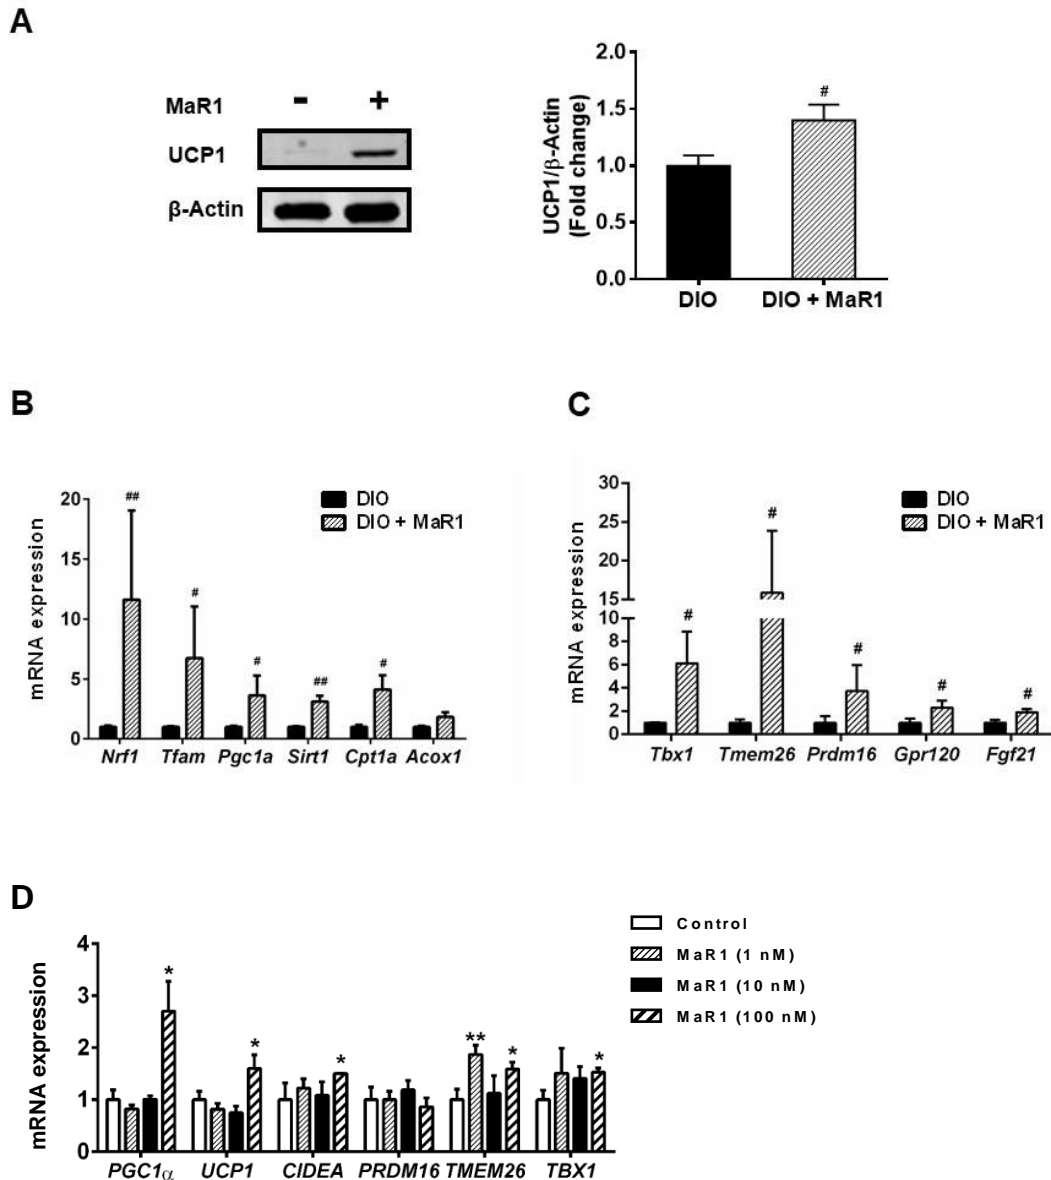 A
MaR1 - +
UCP1
β-Actin
UCP1/β-Actin
(Fold change)
2.0
1.5
1.0
0.5
0.0
#
DIO DIO + MaR1
B
mRNA expression
20
15
10
5
0
DIO
DIO + MaR1
## # # ## #
Nrf1 Tfam Pgc1a Sirt1 Cpt1a Acox1
C
mRNA expression
30
25
20
15
10
8
6
4
2
0
DIO
DIO + MaR1
# # # # #
Tbx1 Tmem26 Prdm16 Gpr120 Fgf21
D
mRNA expression
4
3
2
1
0
* * * ** * *
PGC1α UCP1 CIDEA PRDM16 TMEM26 TBX1
Control
MaR1 (1 nM)
MaR1 (10 nM)
MaR1 (100 nM)